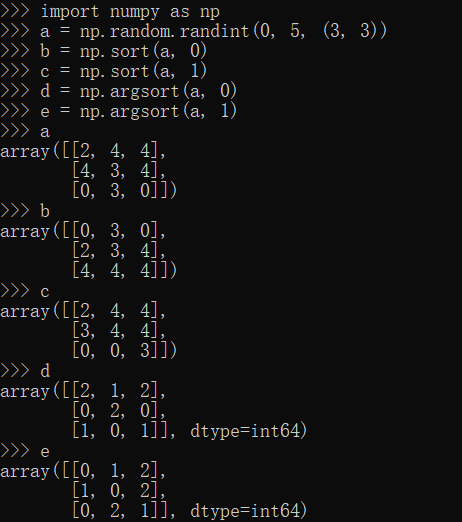 >>> import numpy as np
>>> a = np.random.randint(0, 5, (3, 3))
>>> b = np.sort(a, 0)
>>> c = np.sort(a, 1)
>>> d = np.argsort(a, 0)
>>> e = np.argsort(a, 1)
>>> a
array([[2, 4, 4],
       [4, 3, 4],
       [0, 3, 0]])
>>> b
array([[0, 3, 0],
       [2, 3, 4],
       [4, 4, 4]])
>>> c
array([[2, 4, 4],
       [3, 4, 4],
       [0, 0, 3]])
>>> d
array([[2, 1, 2],
       [0, 2, 0],
       [1, 0, 1]], dtype=int64)
>>> e
array([[0, 1, 2],
       [1, 0, 2],
       [0, 2, 1]], dtype=int64)